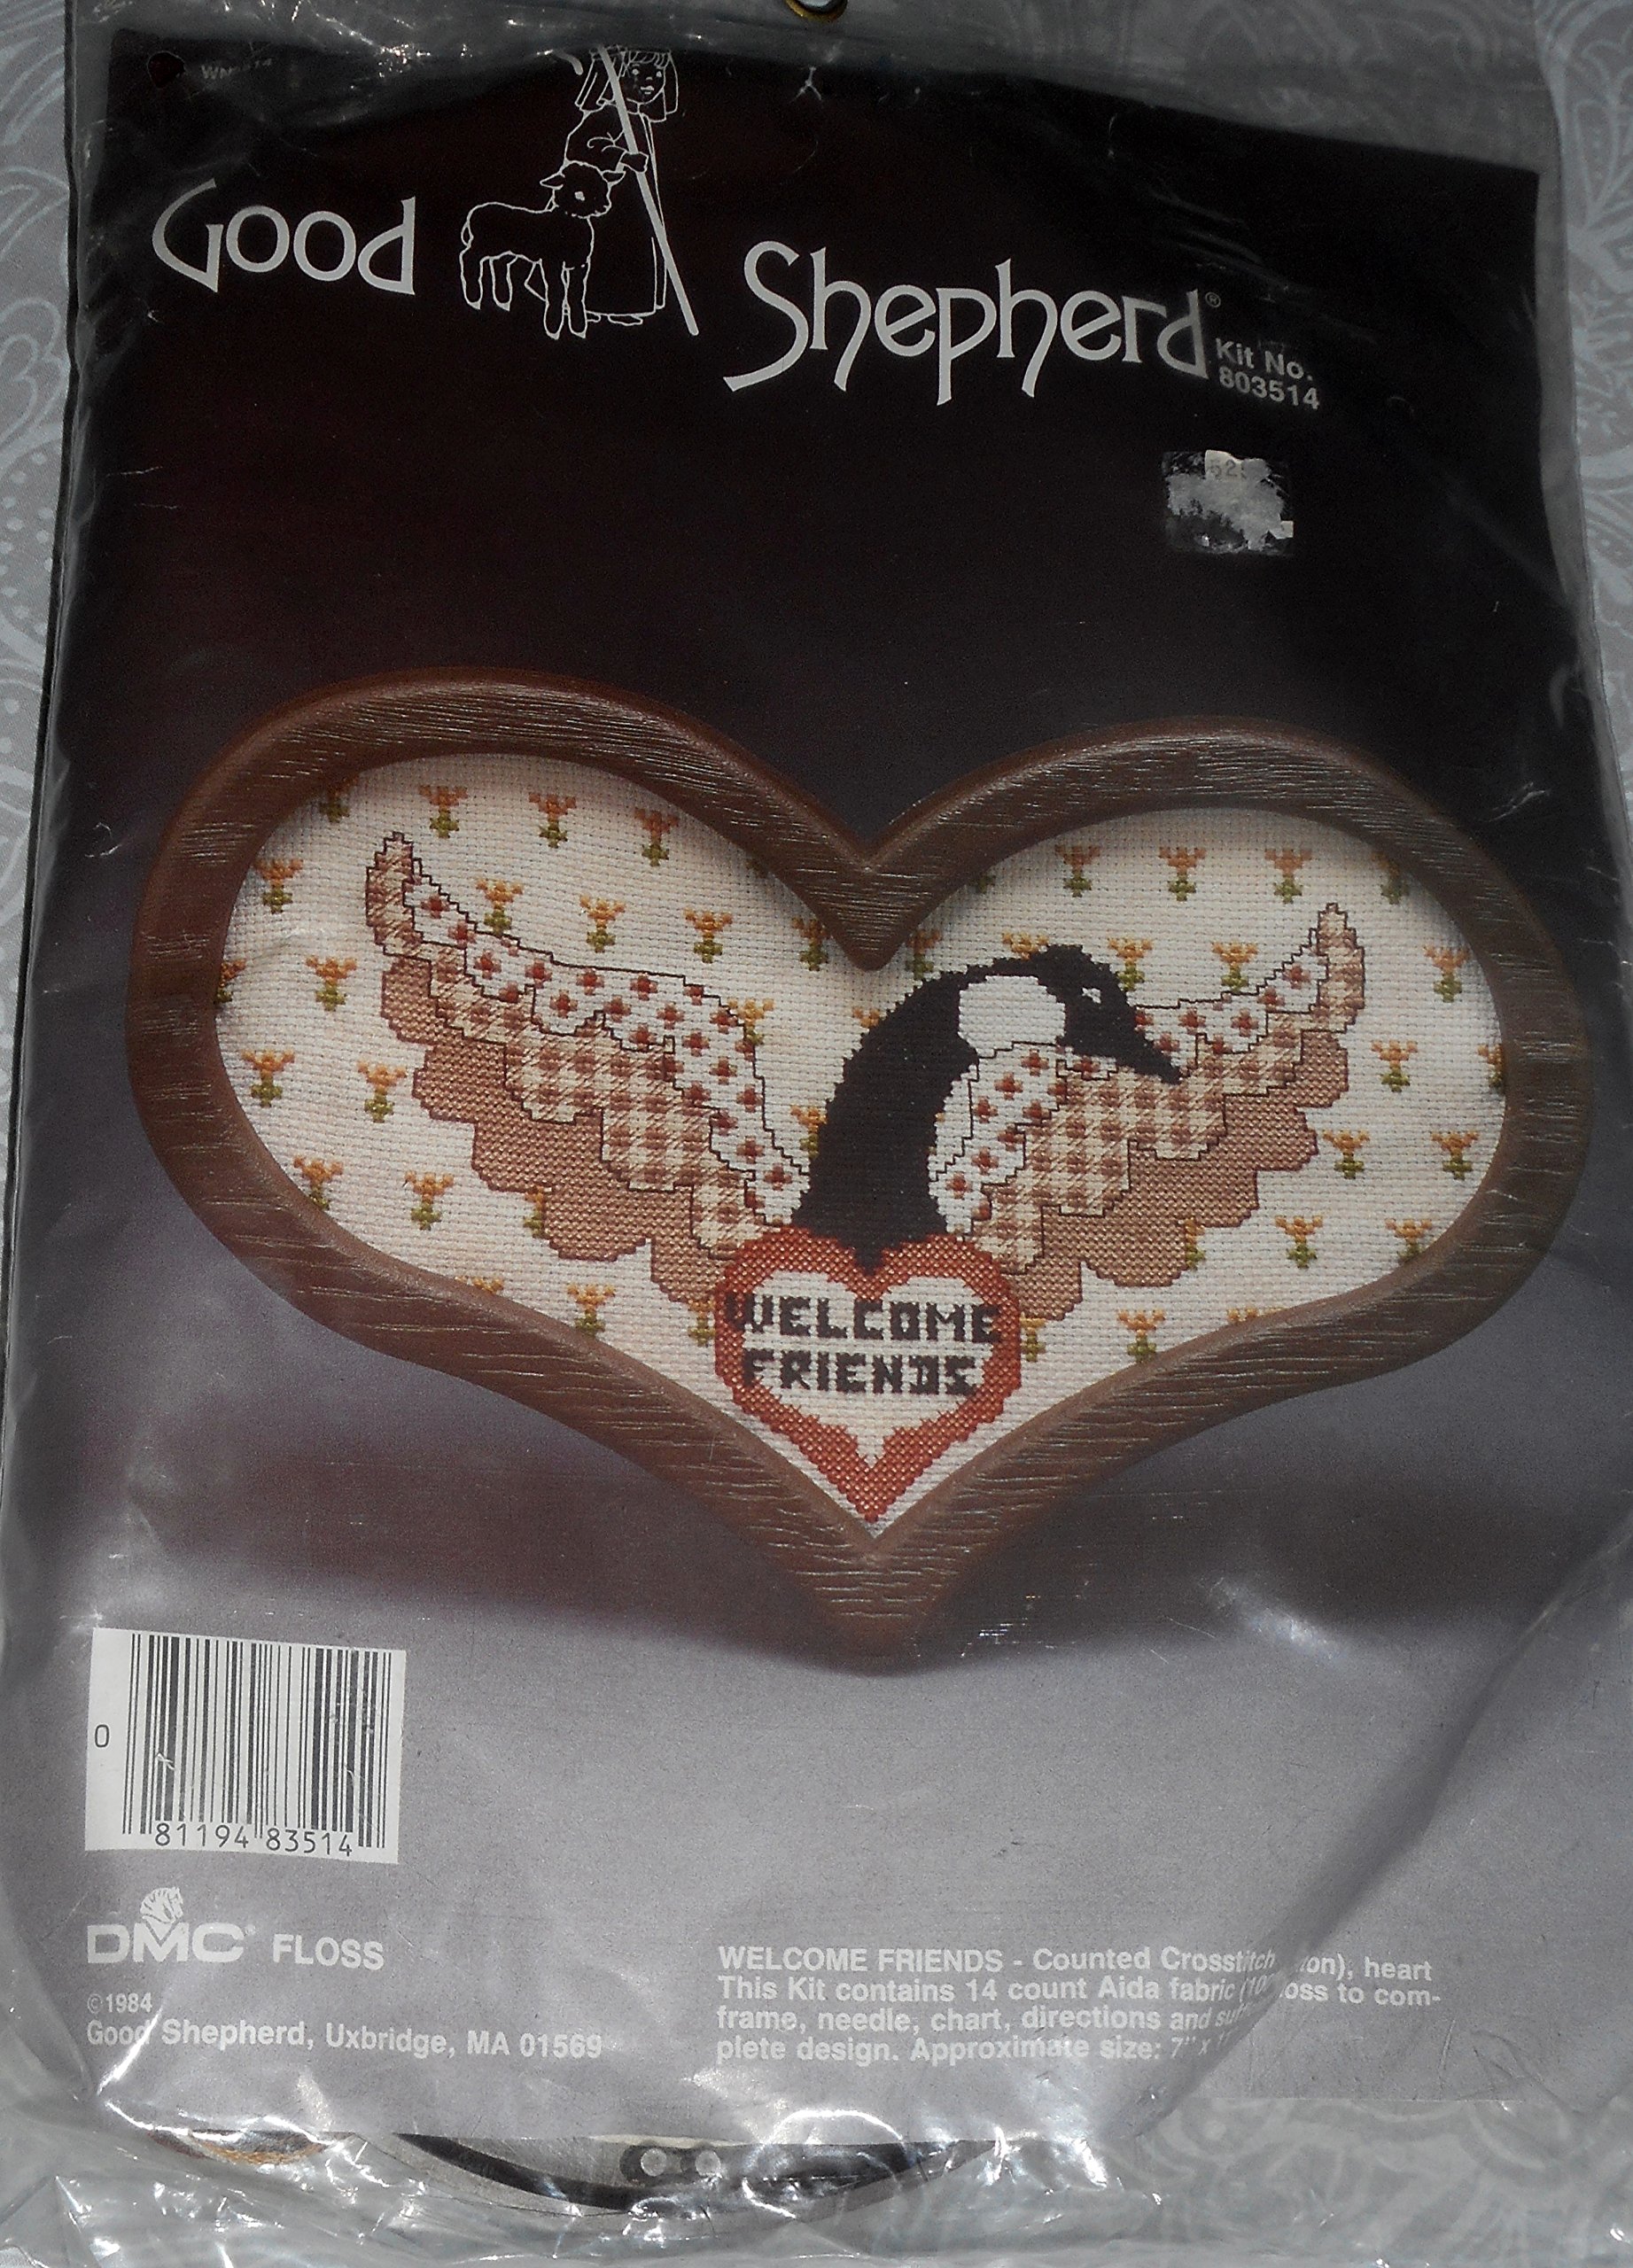 Good Shepherd®
Kit No.
803514
WELCOME
FRIENDS
0
81194 83514
DMC® FLOSS
©1984
Good Shepherd, Uxbridge, MA 01569
WELCOME FRIENDS - Counted Crosstitch
This Kit contains 14 count Aida fabric heart
frame, needle, chart, directions and to com-
plete design. Approximate size: 7" x